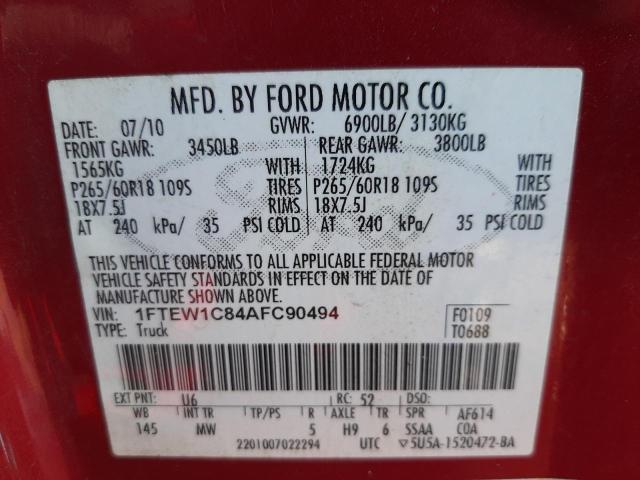 MFD. BY FORD MOTOR CO.
DATE: 07/10 GVWR: 6900LB/ 3130KG
FRONT GAWR: 3450LB REAR GAWR: 3800LB
1565KG WITH 1724KG WITH
P265/60R18 109S TIRES P265/60R18 109S TIRES
18X7.5J RIMS 18X7.5J RIMS
AT 240 kPa/ 35 PSI COLD AT 240 kPa/ 35 PSI COLD
THIS VEHICLE CONFORMS TO ALL APPLICABLE FEDERAL MOTOR
VEHICLE SAFETY STANDARDS IN EFFECT ON THE DATE OF
MANUFACTURE SHOWN ABOVE.
VIN: 1FTEW1C84AFC90494 F0109
TYPE: Truck T0688
EXT PNT: U6 RC: 52 DSO:
WB INT TR TP/PS R AXLE TR SPR AF614
145 MW 5 H9 6 SSAA COA
2201007022294 UTC ▽5U5A-1520472-BA